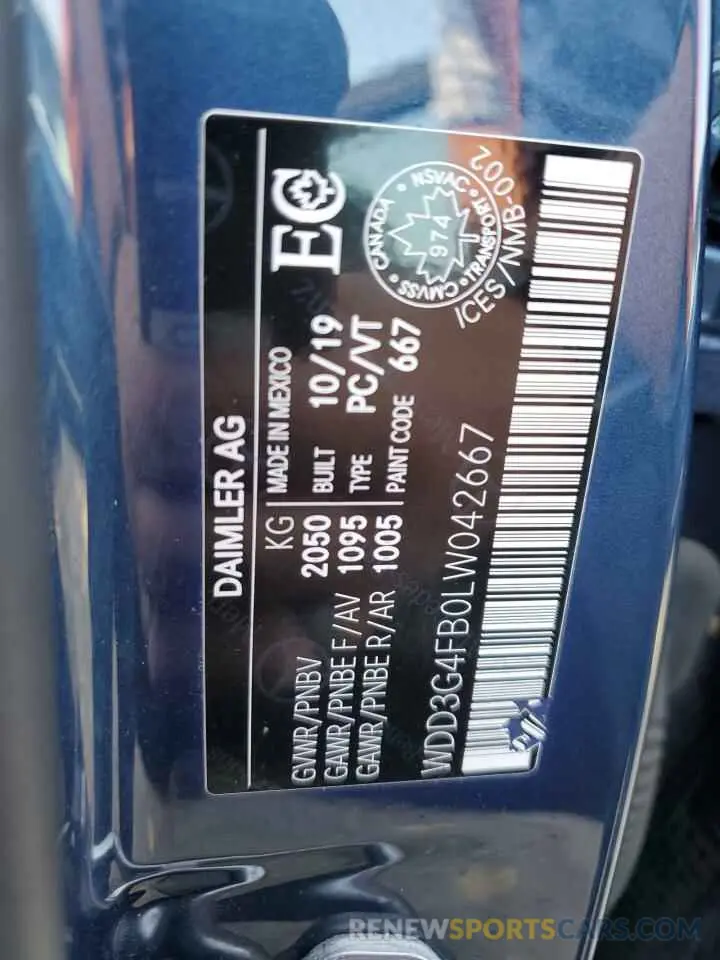 DAIMLER AG
KG MADE IN MEXICO
GVWR/PNBV 2050 BUILT 10/19
GAWR/PNBE F/AV 1095 TYPE PC/VT
GAWR/PNBE R/AR 1005 PAINT CODE 667
EC
CANADA NSVAC TRANSPORT CMVSS
974
/CES/NMB-002
WDD3G4FB0LW042667
RENEWSPORTSCARS.COM